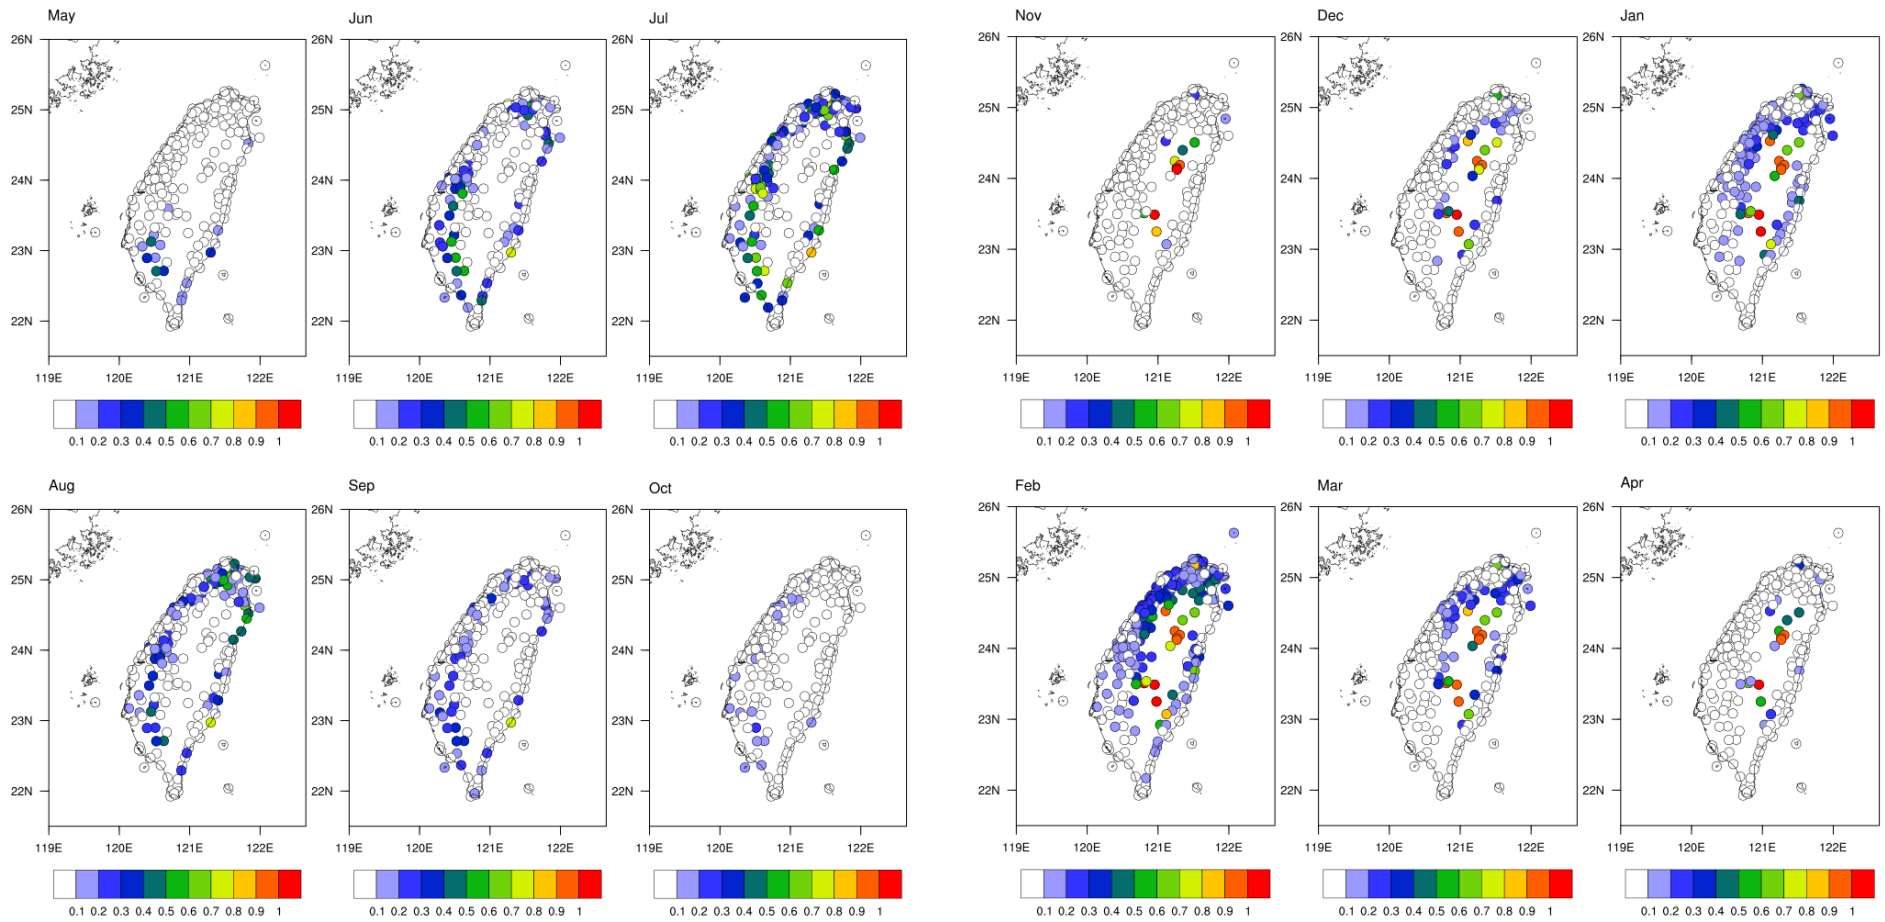 May
Jun
Jul
Nov
Dec
Jan
26N 26N 26N 26N 26N 26N
25N 25N 25N 25N 25N 25N
24N 24N 24N 24N 24N 24N
23N 23N 23N 23N 23N 23N
22N 22N 22N 22N 22N 22N
119E 120E 121E 122E 119E 120E 121E 122E 119E 120E 121E 122E 119E 120E 121E 122E 119E 120E 121E 122E 119E 120E 121E 122E
0.1 0.2 0.3 0.4 0.5 0.6 0.7 0.8 0.9 1 0.1 0.2 0.3 0.4 0.5 0.6 0.7 0.8 0.9 1 0.1 0.2 0.3 0.4 0.5 0.6 0.7 0.8 0.9 1 0.1 0.2 0.3 0.4 0.5 0.6 0.7 0.8 0.9 1 0.1 0.2 0.3 0.4 0.5 0.6 0.7 0.8 0.9 1 0.1 0.2 0.3 0.4 0.5 0.6 0.7 0.8 0.9 1
Aug
Sep
Oct
Feb
Mar
Apr
26N 26N 26N 26N 26N 26N
25N 25N 25N 25N 25N 25N
24N 24N 24N 24N 24N 24N
23N 23N 23N 23N 23N 23N
22N 22N 22N 22N 22N 22N
119E 120E 121E 122E 119E 120E 121E 122E 119E 120E 121E 122E 119E 120E 121E 122E 119E 120E 121E 122E 119E 120E 121E 122E
0.1 0.2 0.3 0.4 0.5 0.6 0.7 0.8 0.9 1 0.1 0.2 0.3 0.4 0.5 0.6 0.7 0.8 0.9 1 0.1 0.2 0.3 0.4 0.5 0.6 0.7 0.8 0.9 1 0.1 0.2 0.3 0.4 0.5 0.6 0.7 0.8 0.9 1 0.1 0.2 0.3 0.4 0.5 0.6 0.7 0.8 0.9 1 0.1 0.2 0.3 0.4 0.5 0.6 0.7 0.8 0.9 1